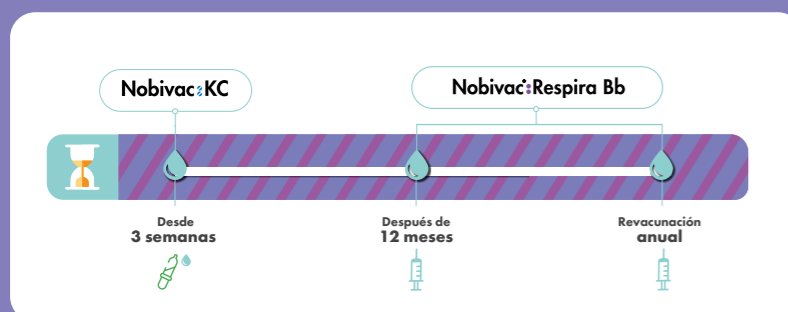 Nobivac KC
Nobivac Respira Bb
Desde
3 semanas
Después de
12 meses
Revacunación
anual